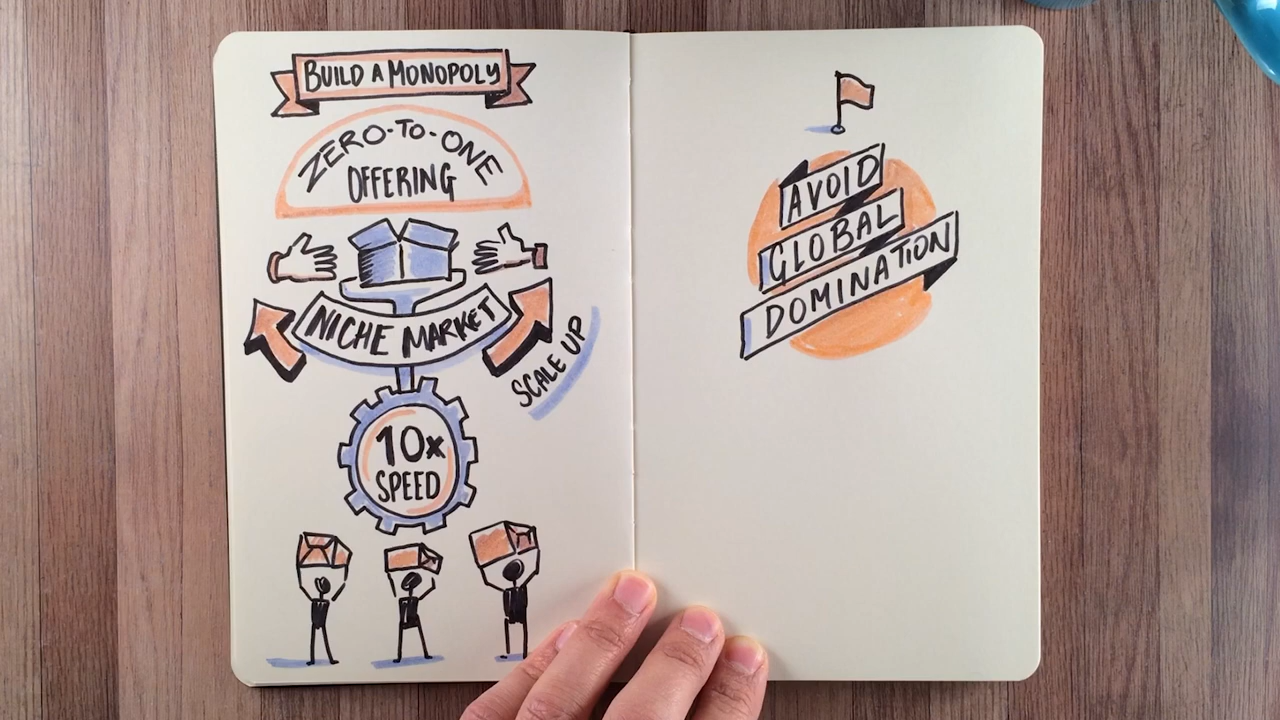 BUILD A MONOPOLY
ZERO-TO-ONE
OFFERING
NICHE MARKET
SCALE UP
10x
SPEED
AVOID
GLOBAL
DOMINATION